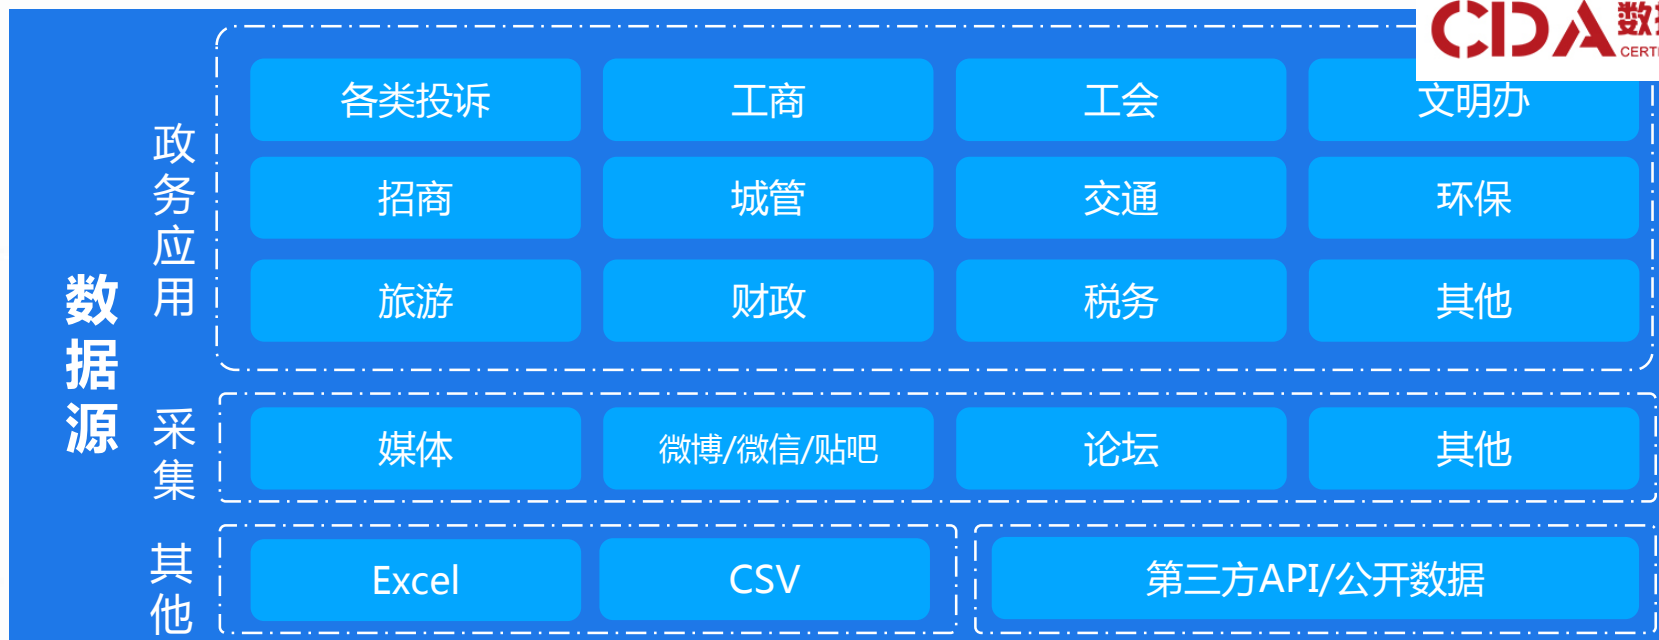 CDA数
CERT
各类投诉 工商 工会 文明办
招商 城管 交通 环保
旅游 财政 税务 其他
政务应用
数据源
采集
媒体 微博/微信/贴吧 论坛 其他
其他
Excel CSV 第三方API/公开数据